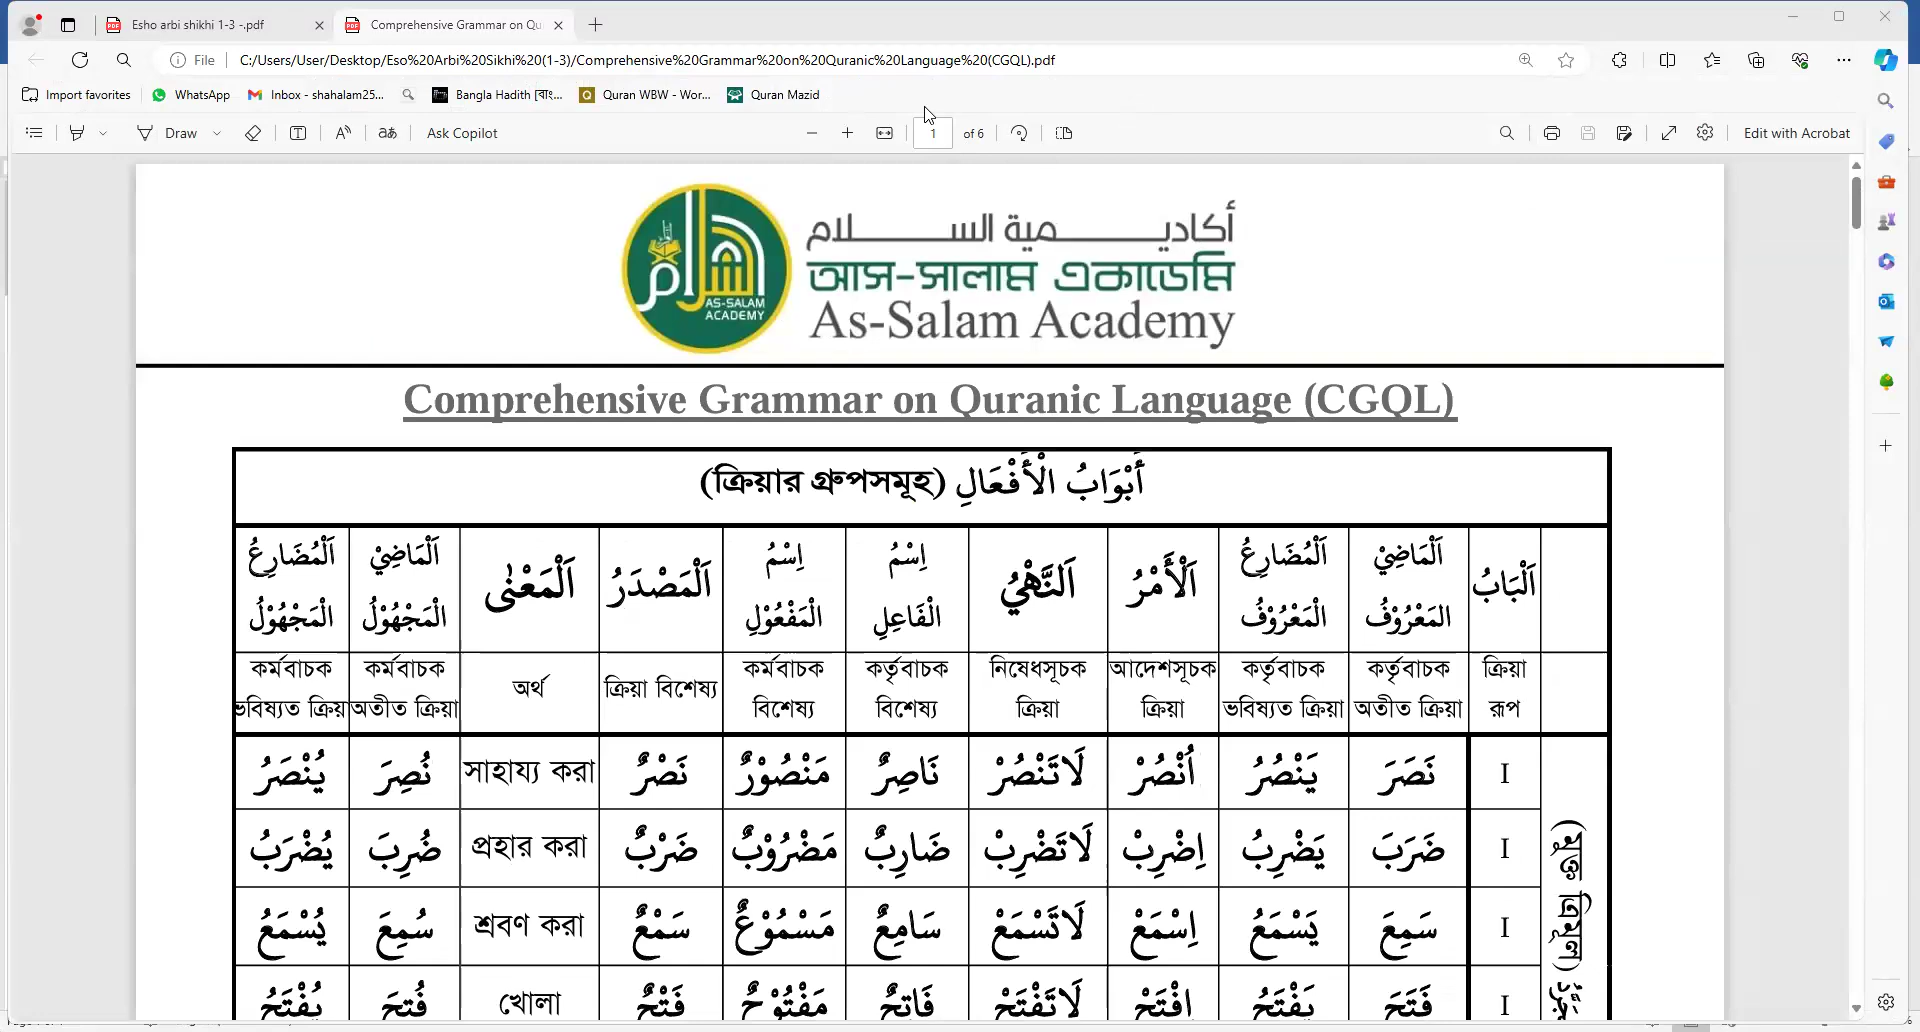 Esho arbi shikhi 1-3 -.pdf
Comprehensive Grammar on Qu
File
C:/Users/User/Desktop/Eso%20Arbi%20Sikhi%20(1-3)/Comprehensive%20Grammar%20on%20Quranic%20Language%20(CGQL).pdf
Import favorites WhatsApp Inbox - shahalam25... Bangla Hadith [বাং... Quran WBW - Wor... Quran Mazid
Draw Ask Copilot 1 of 6 Edit with Acrobat
أكاديمية السلام
আস-সালাম একাডেমি
As-Salam Academy
AS-SALAM
ACADEMY
Comprehensive Grammar on Quranic Language (CGQL)
أَبْوَابُ الْأَفْعَالِ (ক্রিয়ার গ্রুপসমূহ)
اَلْبَابُ
اَلْمَاضِيْ
المَعْرُوْفُ
اَلْمُضَارِعُ
الْمَعْرُوْفُ
اَلْأَمْرُ
اَلنَّهْيُ
اِسْمُ
الْفَاعِلِ
اِسْمُ
الْمَفْعُوْلِ
اَلْمَصْدَرُ
اَلْمَعْنٰى
اَلْمَاضِيْ
الْمَجْهُوْلُ
اَلْمُضَارِعُ
الْمَجْهُوْلُ
ক্রিয়া
রূপ
কর্তৃবাচক
অতীত ক্রিয়া
কর্তৃবাচক
ভবিষ্যত ক্রিয়া
আদেশসূচক
ক্রিয়া
নিষেধসূচক
ক্রিয়া
কর্তৃবাচক
বিশেষ্য
কর্মবাচক
বিশেষ্য
ক্রিয়া বিশেষ্য
অর্থ
কর্মবাচক
অতীত ক্রিয়া
কর্মবাচক
ভবিষ্যত ক্রিয়া
I نَصَرَ يَنْصُرُ اُنْصُرْ لَاتَنْصُرْ نَاصِرٌ مَنْصُوْرٌ نَصْرٌ সাহায্য করা نُصِرَ يُنْصَرُ
I ضَرَبَ يَضْرِبُ اِضْرِبْ لَاتَضْرِبْ ضَارِبٌ مَضْرُوْبٌ ضَرْبٌ প্রহার করা ضُرِبَ يُضْرَبُ
I سَمِعَ يَسْمَعُ اِسْمَعْ لَاتَسْمَعْ سَامِعٌ مَسْمُوْعٌ سَمْعٌ শ্রবণ করা سُمِعَ يُسْمَعُ
I فَتَحَ يَفْتَحُ اِفْتَحْ لَاتَفْتَحْ فَاتِحٌ مَفْتُوْحٌ فَتْحٌ খোলা فُتِحَ يُفْتَحُ